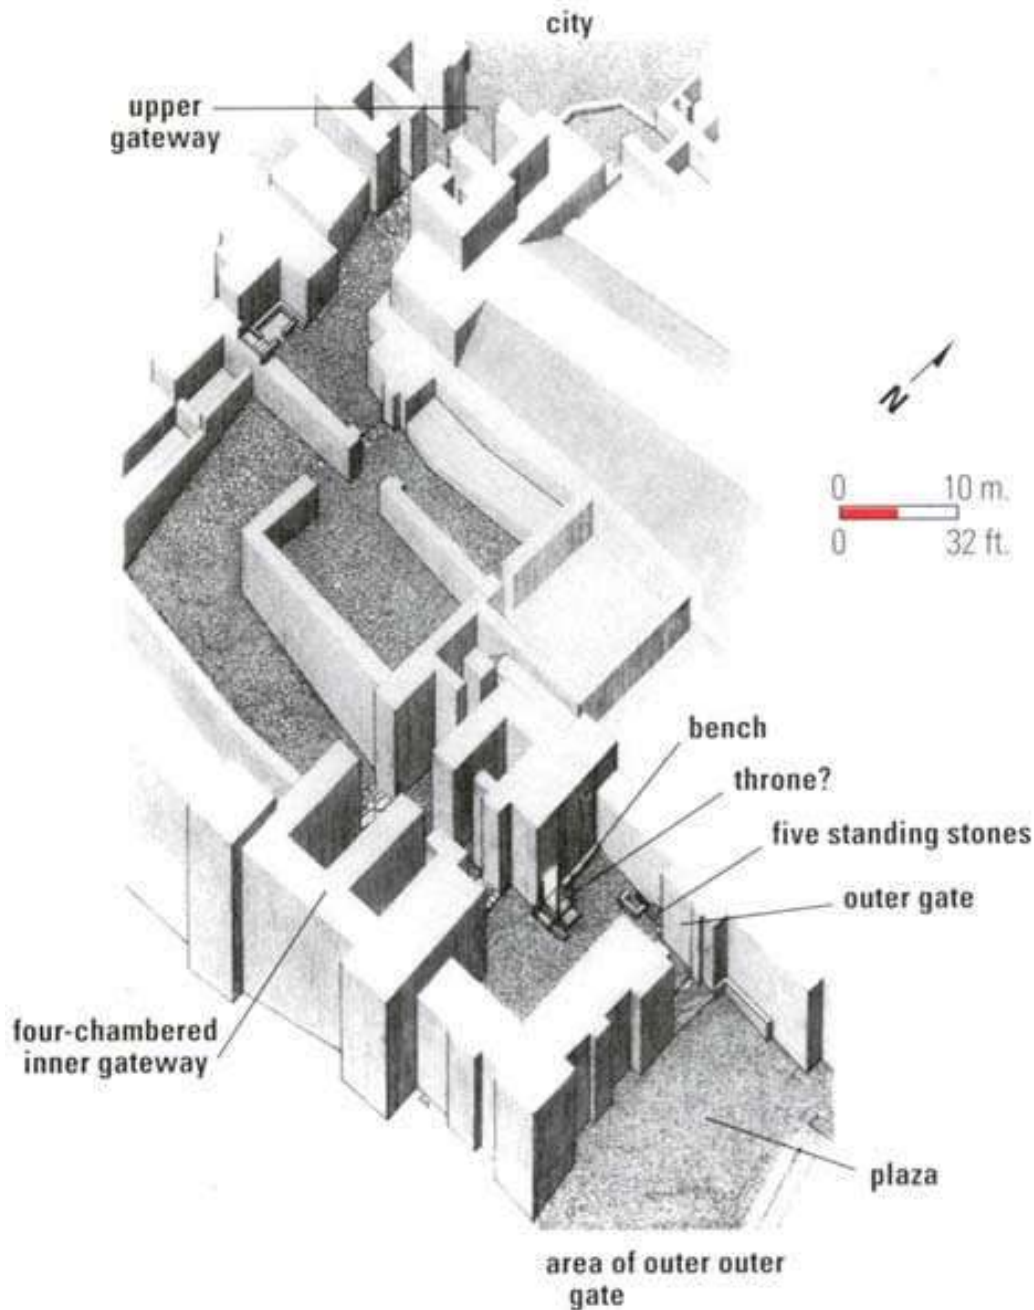 city
upper
gateway
N
0 10 m.
0 32 ft.
bench
throne?
five standing stones
outer gate
four-chambered
inner gateway
plaza
area of outer outer
gate